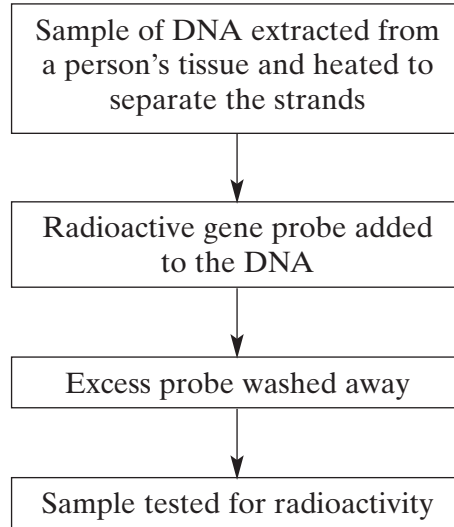 Sample of DNA extracted from
a person’s tissue and heated to
separate the strands
Radioactive gene probe added
to the DNA
Excess probe washed away
Sample tested for radioactivity